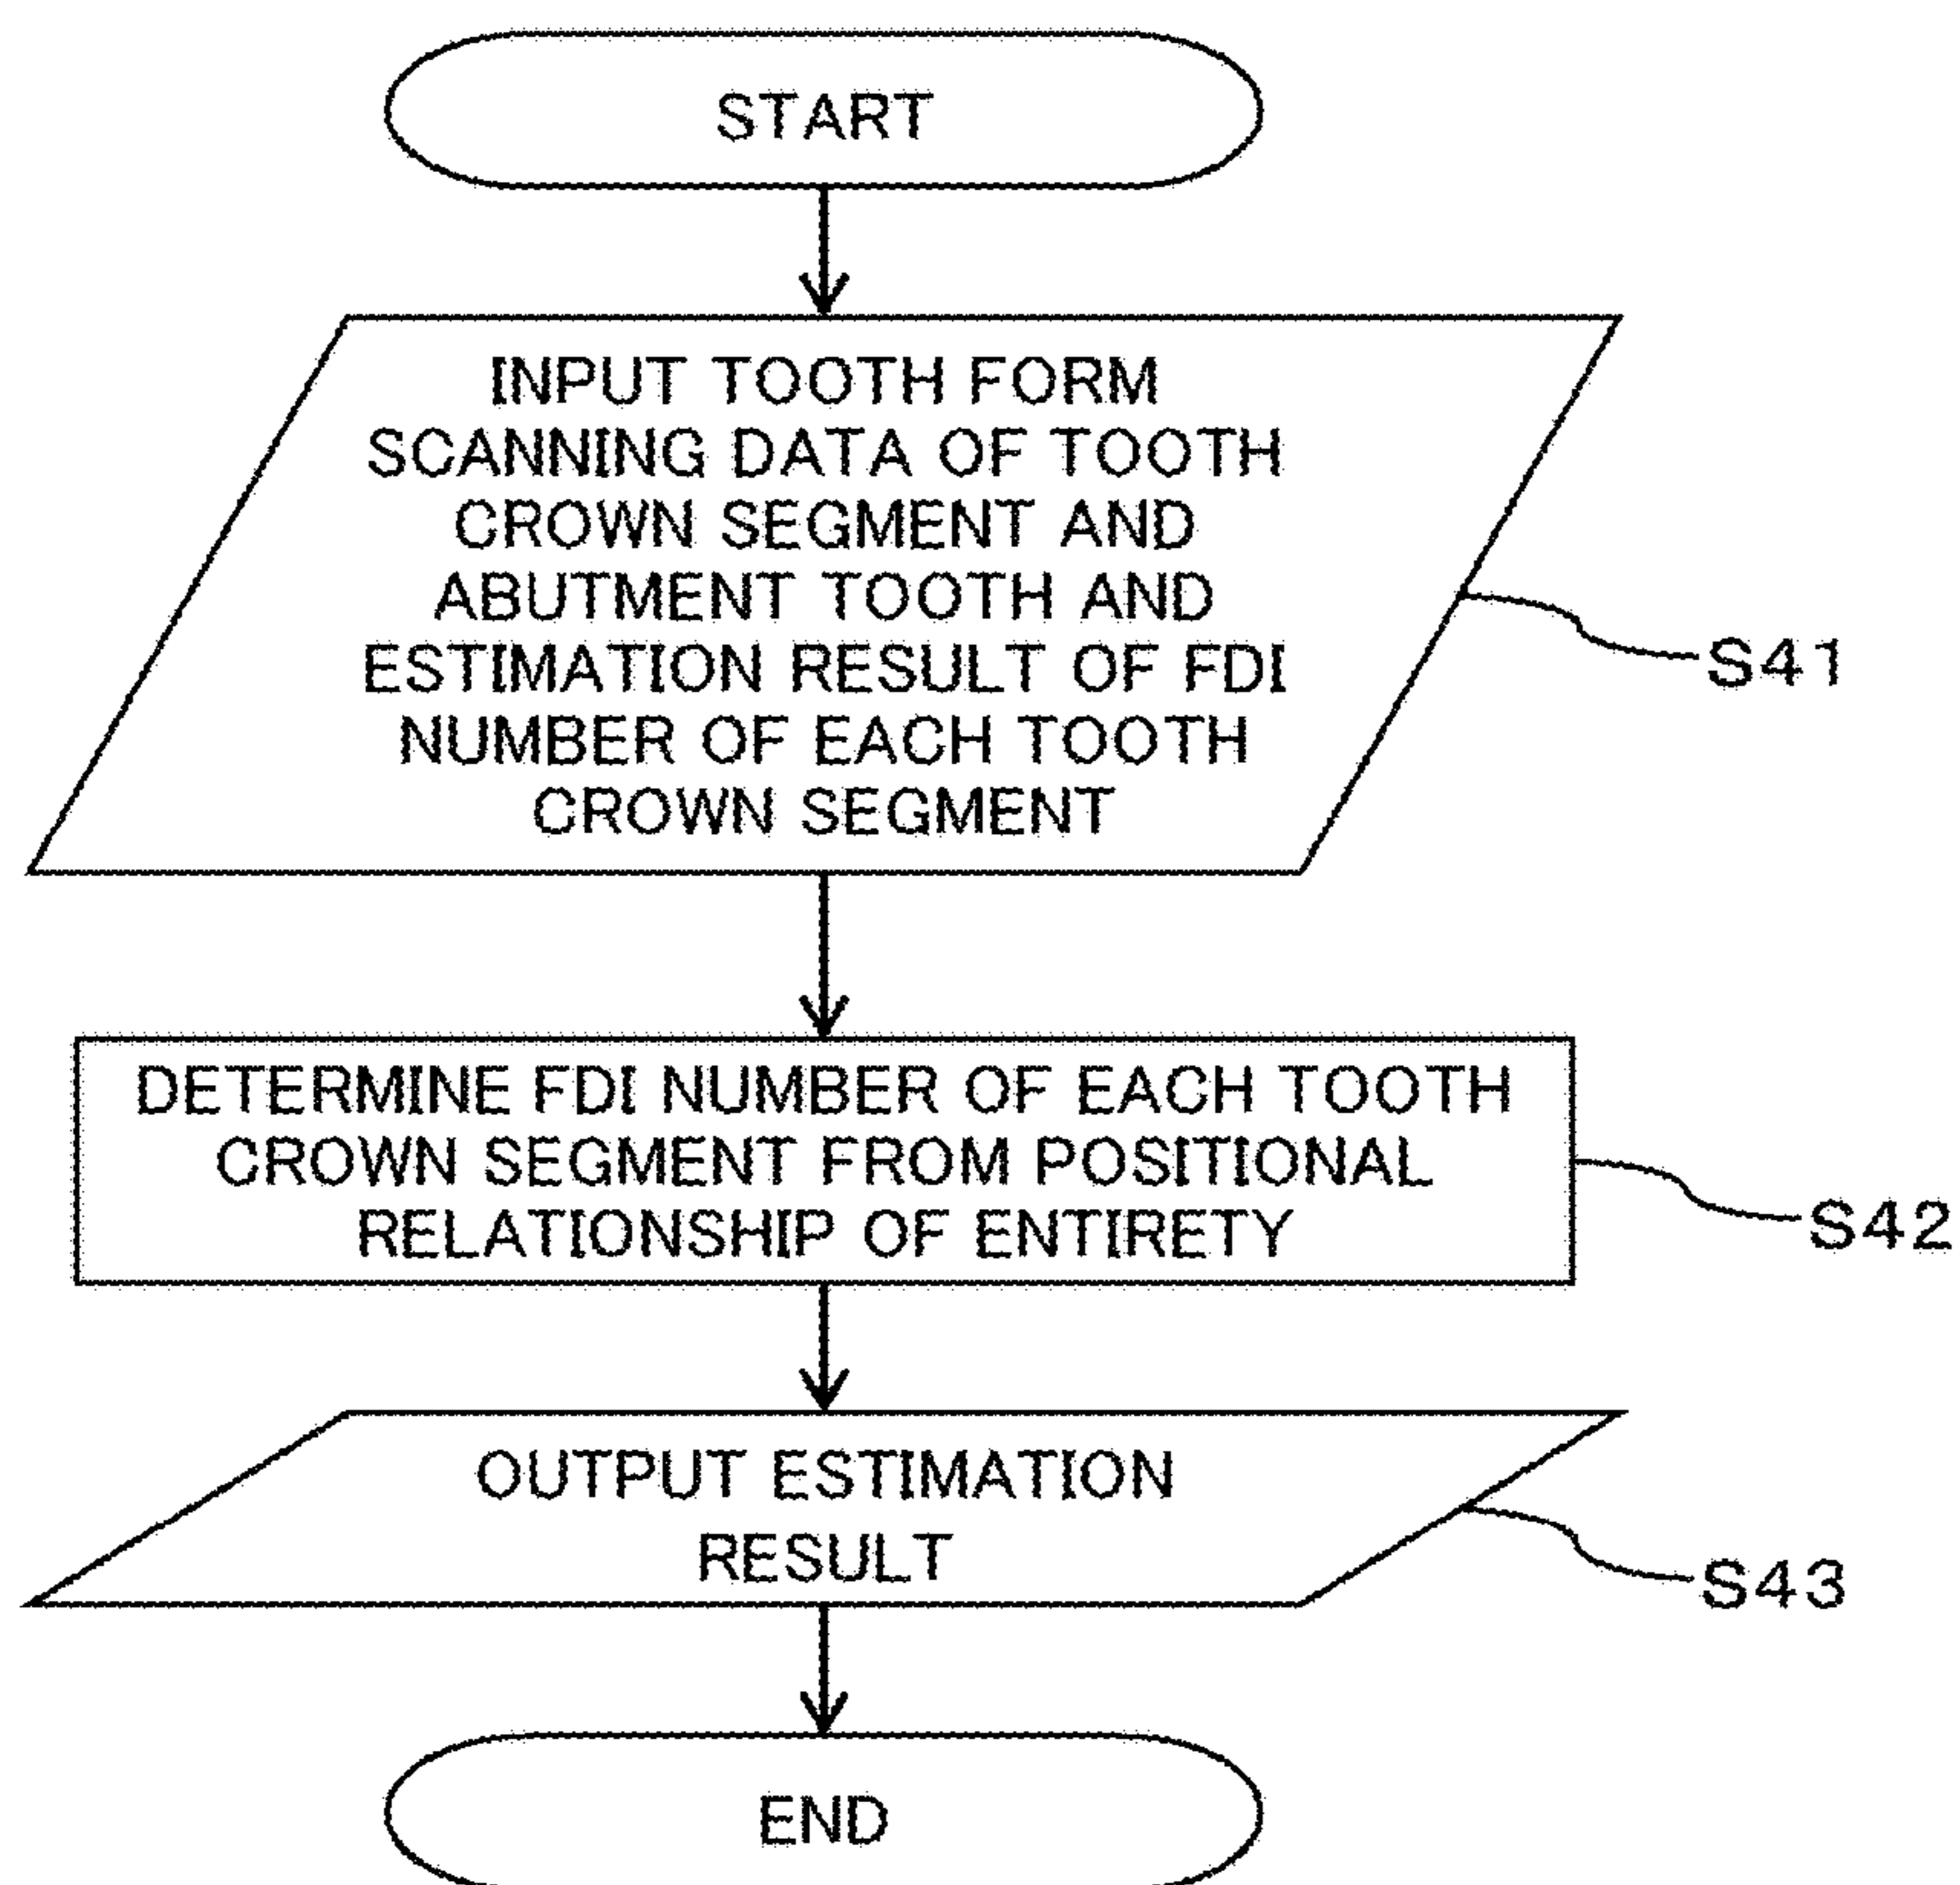 START
INPUT TOOTH FORM
SCANNING DATA OF TOOTH
CROWN SEGMENT AND
ABUTMENT TOOTH AND
ESTIMATION RESULT OF FDI
NUMBER OF EACH TOOTH
CROWN SEGMENT
S41
DETERMINE FDI NUMBER OF EACH TOOTH
CROWN SEGMENT FROM POSITIONAL
RELATIONSHIP OF ENTIRETY
S42
OUTPUT ESTIMATION
RESULT
S43
END